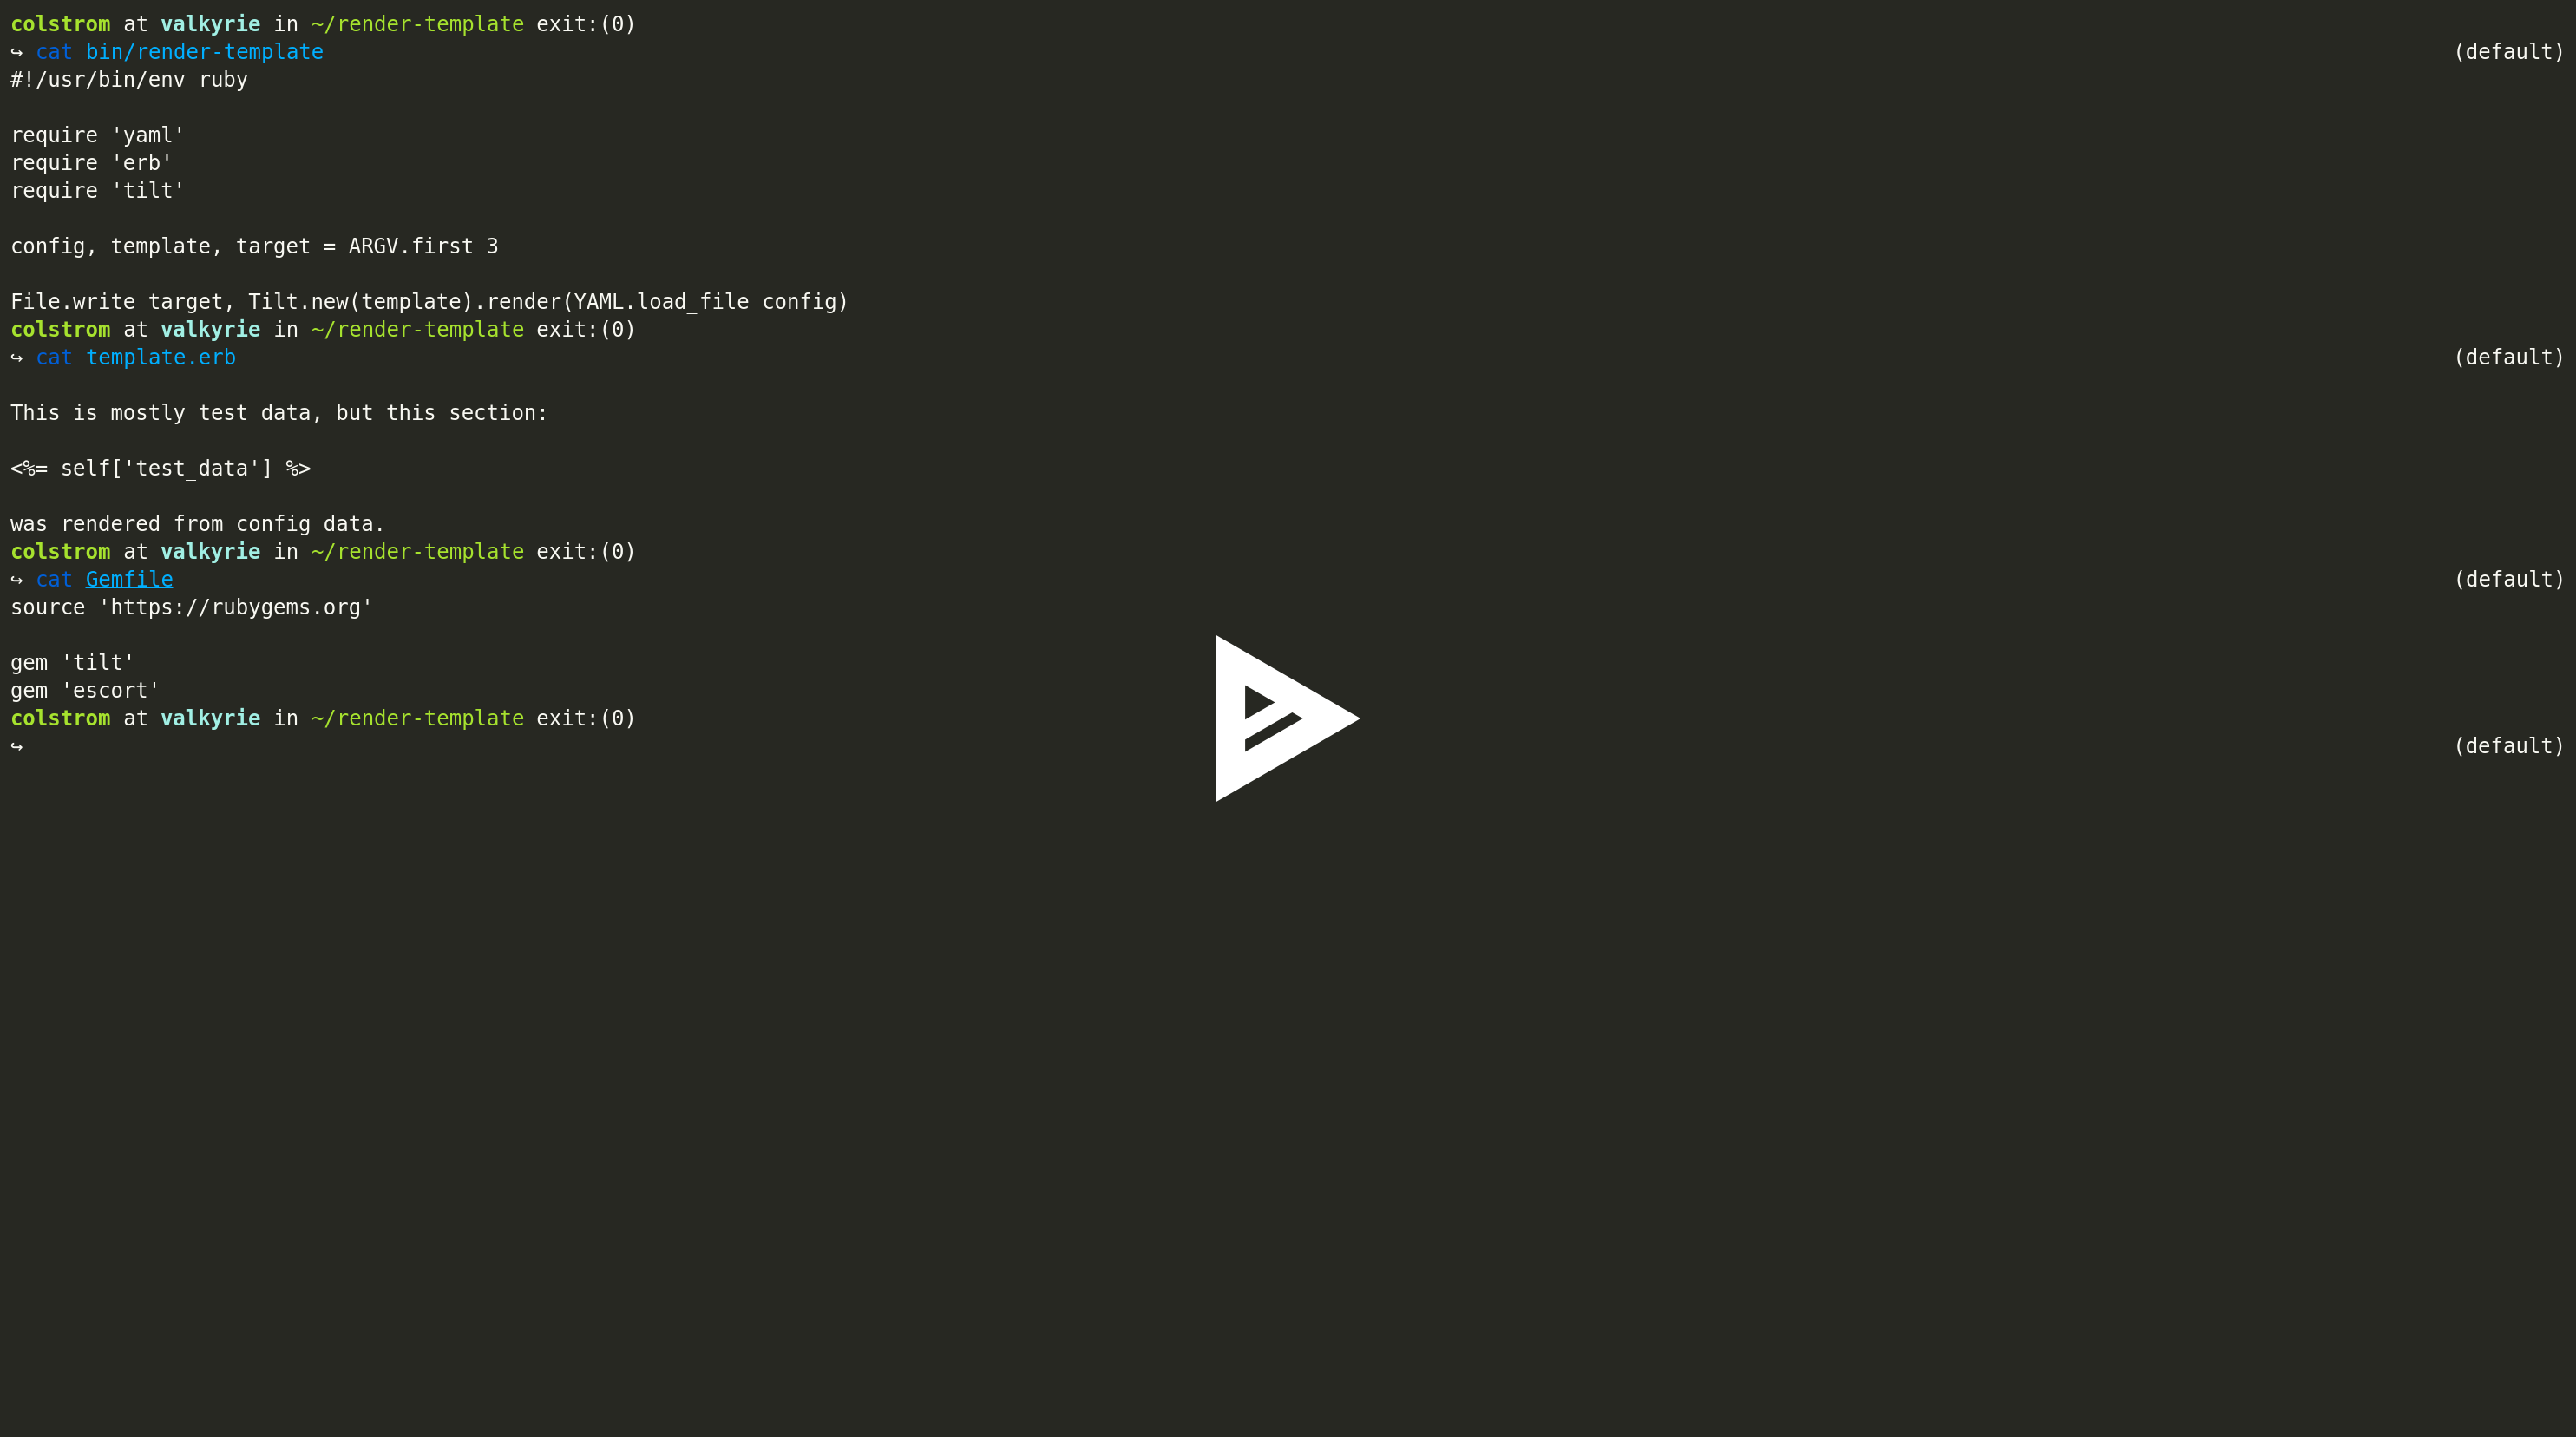 colstrom at valkyrie in ~/render-template exit:(0)
↪ cat bin/render-template (default)
#!/usr/bin/env ruby
require 'yaml'
require 'erb'
require 'tilt'
config, template, target = ARGV.first 3
File.write target, Tilt.new(template).render(YAML.load_file config)
colstrom at valkyrie in ~/render-template exit:(0)
↪ cat template.erb (default)
This is mostly test data, but this section:
<%= self['test_data'] %>
was rendered from config data.
colstrom at valkyrie in ~/render-template exit:(0)
↪ cat Gemfile (default)
source 'https://rubygems.org'
gem 'tilt'
gem 'escort'
colstrom at valkyrie in ~/render-template exit:(0)
↪ (default)